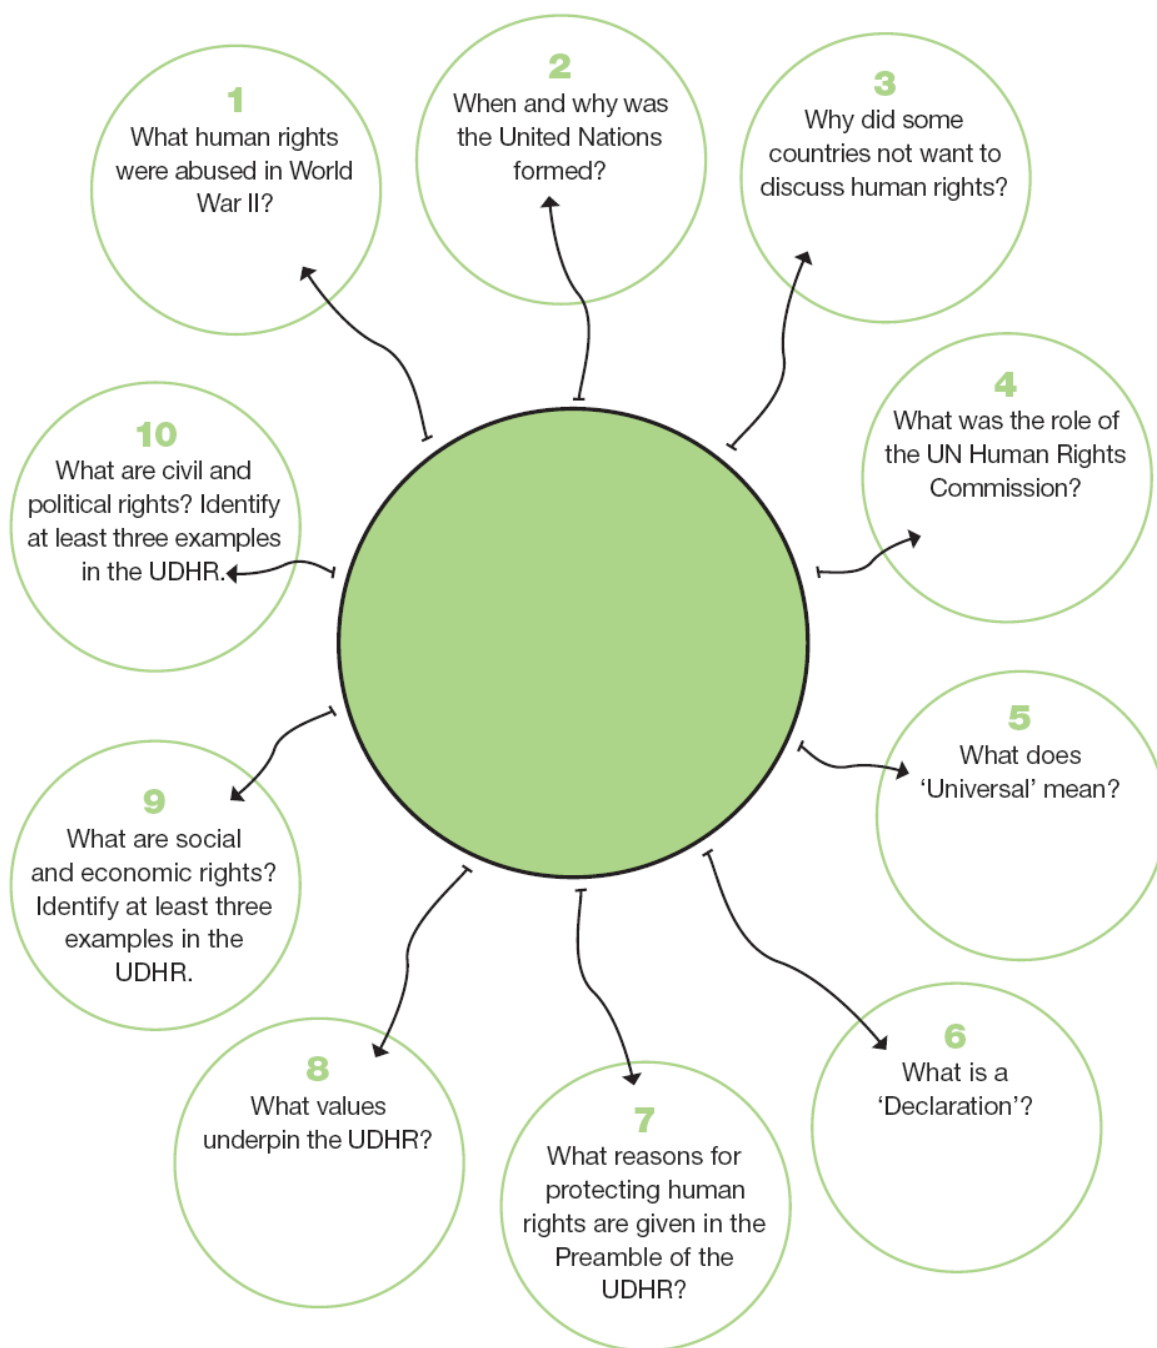 1
What human rights
were abused in World
War II?
2
When and why was
the United Nations
formed?
3
Why did some
countries not want to
discuss human rights?
4
What was the role of
the UN Human Rights
Commission?
5
What does
‘Universal’ mean?
6
What is a
‘Declaration’?
7
What reasons for
protecting human
rights are given in the
Preamble of the
UDHR?
8
What values
underpin the UDHR?
9
What are social
and economic rights?
Identify at least three
examples in the
UDHR.
10
What are civil and
political rights? Identify
at least three examples
in the UDHR.